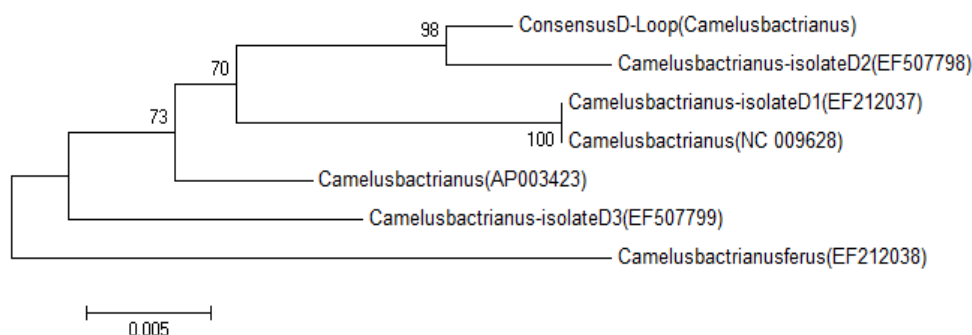 ConsensusD-Loop(Camelusbactrianus)
98
Camelusbactrianus-isolateD2(EF507798)
70
Camelusbactrianus-isolateD1(EF212037)
73
100
Camelusbactrianus(NC 009628)
Camelusbactrianus(AP003423)
Camelusbactrianus-isolateD3(EF507799)
Camelusbactrianusferus(EF212038)
0.005